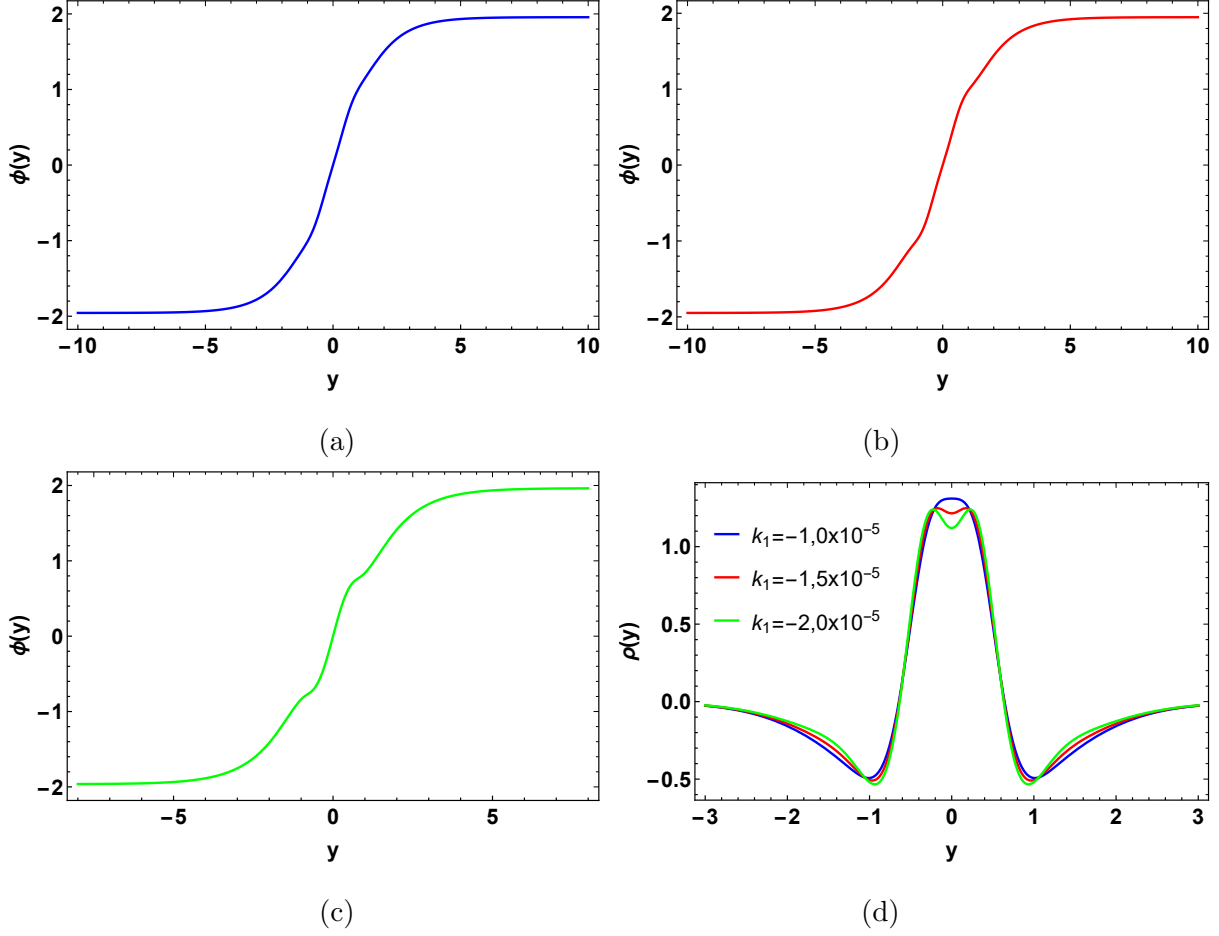 2
1
0
−1
−2
ϕ(y)
−10 −5 0 5 10
y
(a)
2
1
0
−1
−2
ϕ(y)
−10 −5 0 5 10
y
(b)
2
1
0
−1
−2
ϕ(y)
−5 0 5
y
(c)
1.0
0.5
0.0
−0.5
ρ(y)
k₁=−1,0x10⁻⁵
k₁=−1,5x10⁻⁵
k₁=−2,0x10⁻⁵
−3 −2 −1 0 1 2 3
y
(d)